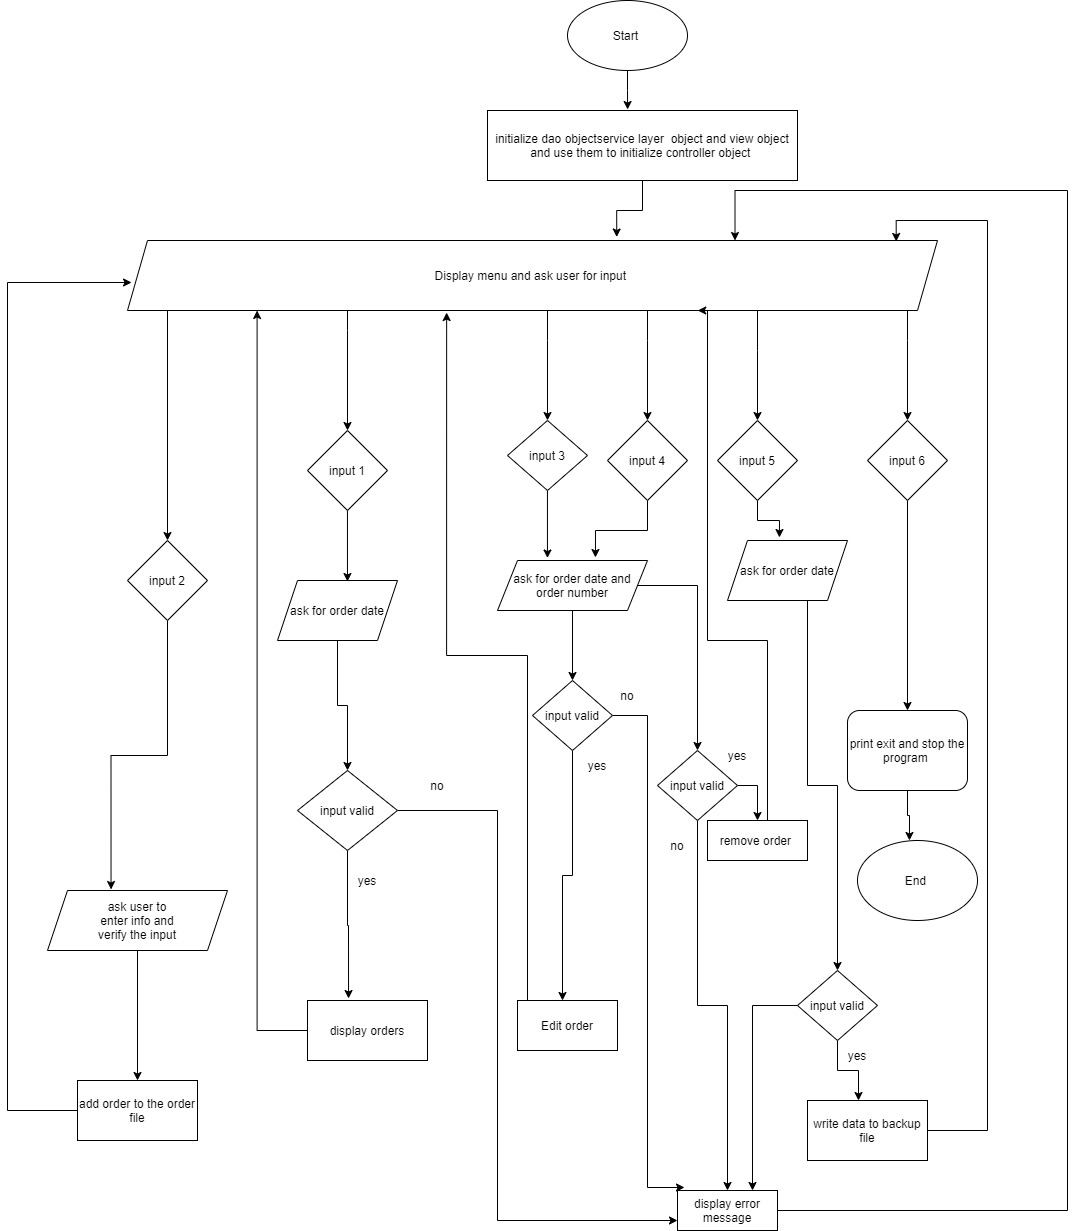 Start
initialize dao objectservice layer  object and view object
and use them to initialize controller object
Display menu and ask user for input
input 3
input 4
input 5
input 6
input 1
input 2
ask for order date
ask for order date and
order number
ask for order date
no
input valid
yes
print exit and stop the
program
yes
input valid
no
input valid
no
remove order
yes
End
ask user to
enter info and
verify the input
input valid
display orders
Edit order
yes
add order to the order
file
write data to backup
file
display error
message